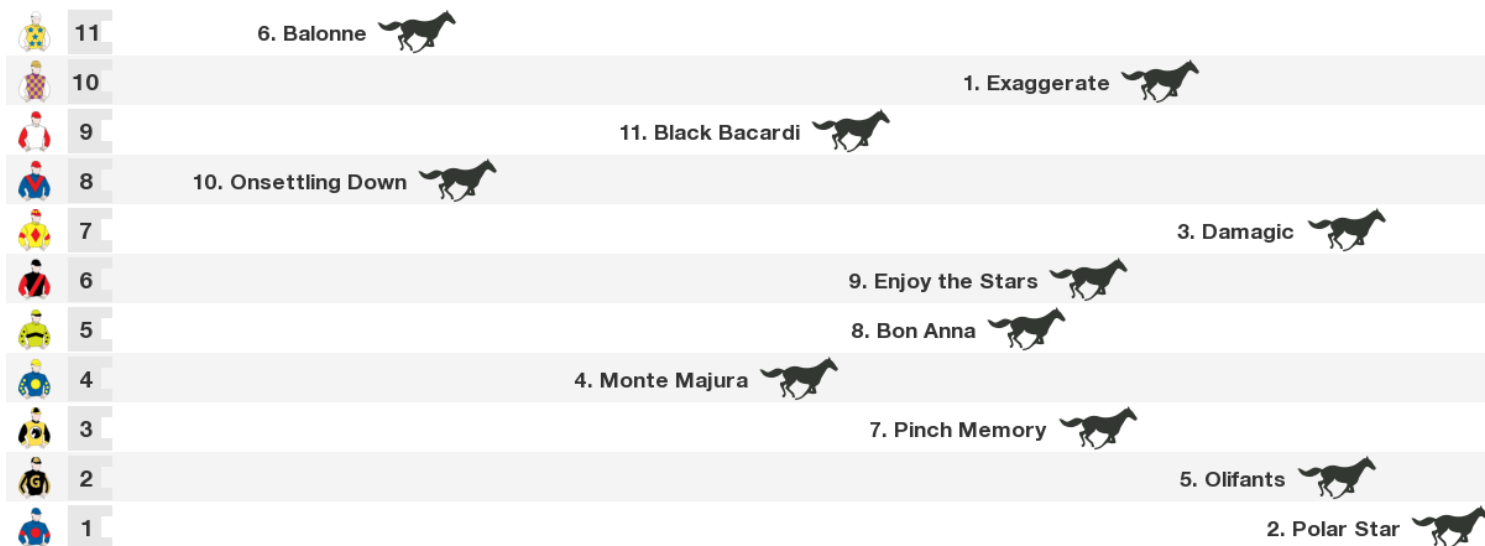 11 6. Balonne
10 1. Exaggerate
9 11. Black Bacardi
8 10. Onsettling Down
7 3. Damagic
6 9. Enjoy the Stars
5 8. Bon Anna
4 4. Monte Majura
3 7. Pinch Memory
G 2 5. Olifants
1 2. Polar Star